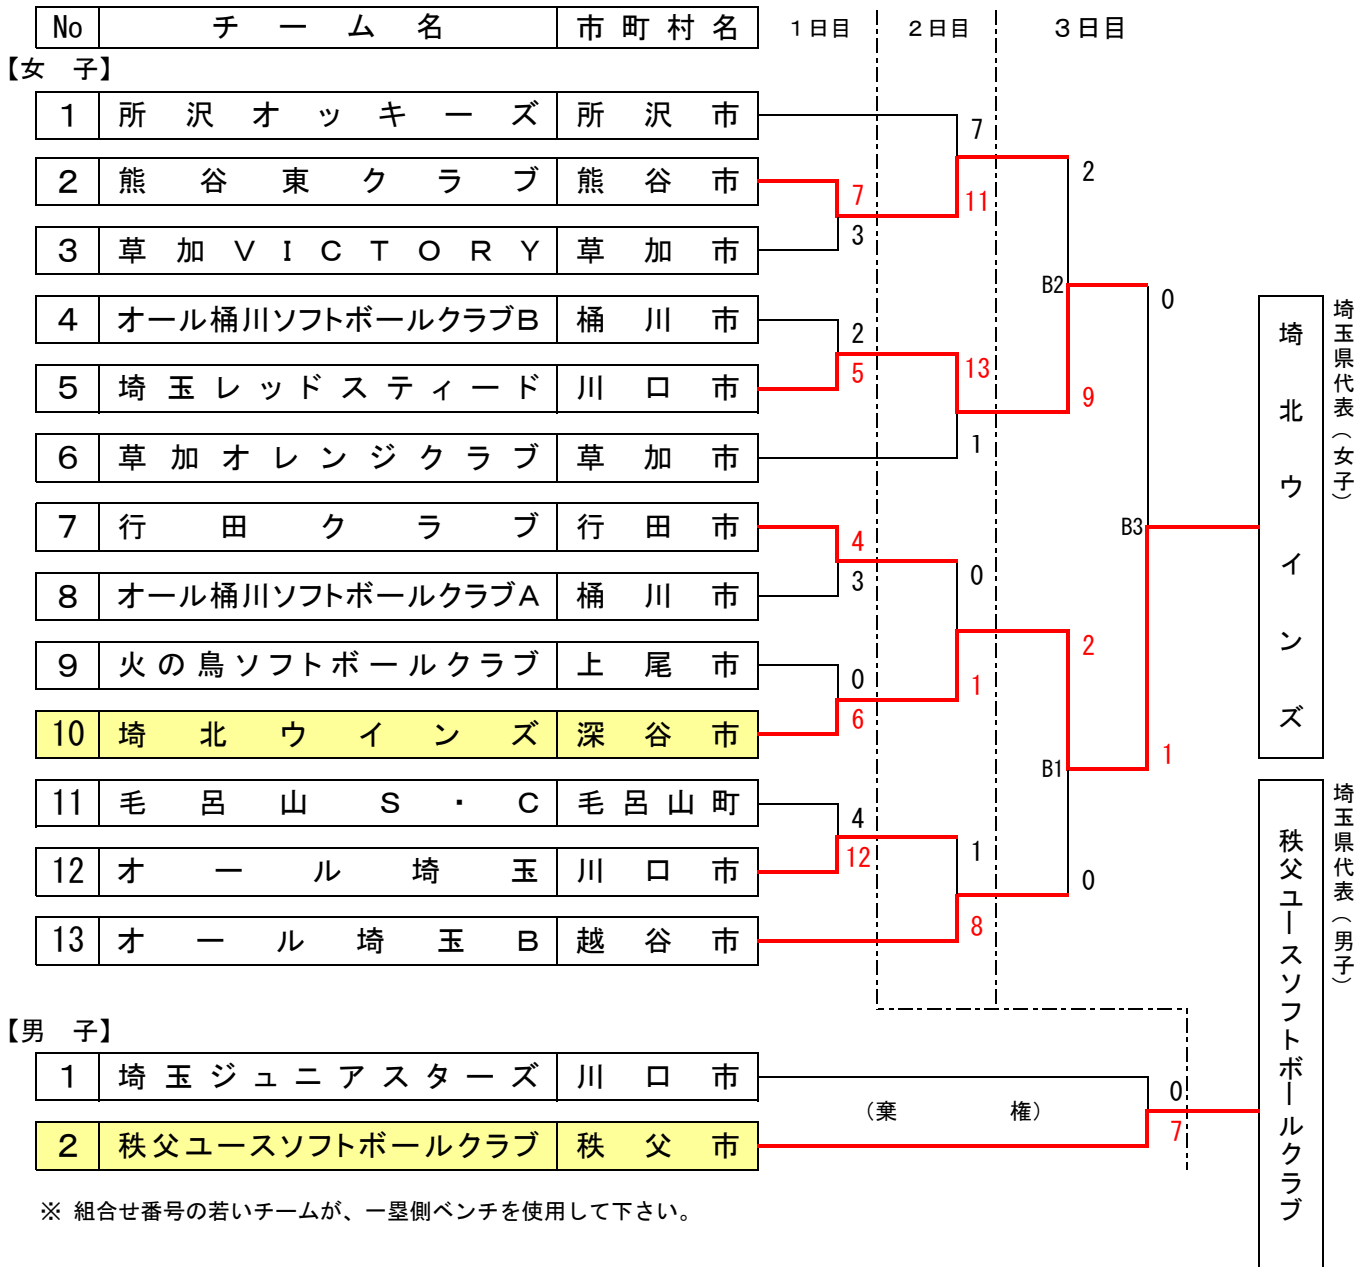 No チーム名 市町村名 1日目 2日目 3日目
【女 子】
1 所沢オッキーズ 所沢市
7
2 熊谷東クラブ 熊谷市
2
7
11
3 草加VICTORY 草加市
3
B2
0
4 オール桶川ソフトボールクラブB 桶川市
2
13
5 埼玉レッドスティード 川口市
5
9
6 草加オレンジクラブ 草加市
1
7 行田クラブ 行田市
4
B3
8 オール桶川ソフトボールクラブA 桶川市
3
0
9 火の鳥ソフトボールクラブ 上尾市
2
0
1
10 埼北ウインズ 深谷市
6
B1
1
11 毛呂山S・C 毛呂山町
4
12 オール埼玉 川口市
12
1
0
13 オール埼玉B 越谷市
8
埼北ウインズ
埼玉県代表(女子)
【男 子】
1 埼玉ジュニアスターズ 川口市
0
(棄 権)
7
2 秩父ユースソフトボールクラブ 秩父市
秩父ユースソフトボールクラブ
埼玉県代表(男子)
※ 組合せ番号の若いチームが、一塁側ベンチを使用して下さい。